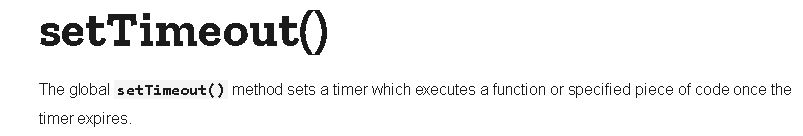 setTimeout()
The global setTimeout() method sets a timer which executes a function or specified piece of code once the
timer expires.